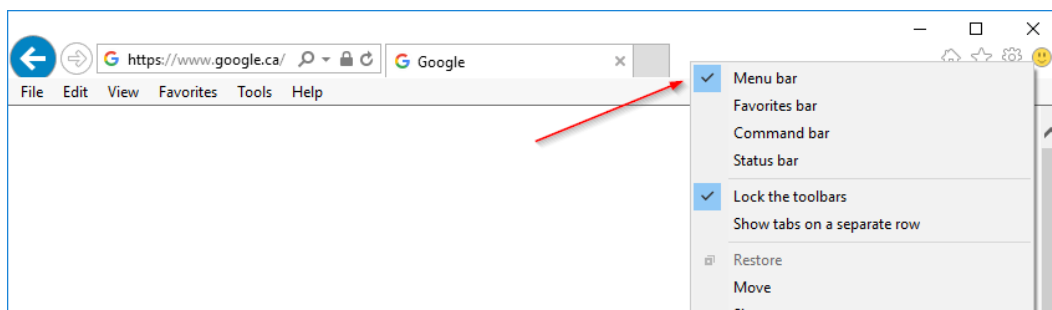 https://www.google.ca/
Google
File Edit View Favorites Tools Help
Menu bar
Favorites bar
Command bar
Status bar
Lock the toolbars
Show tabs on a separate row
Restore
Move